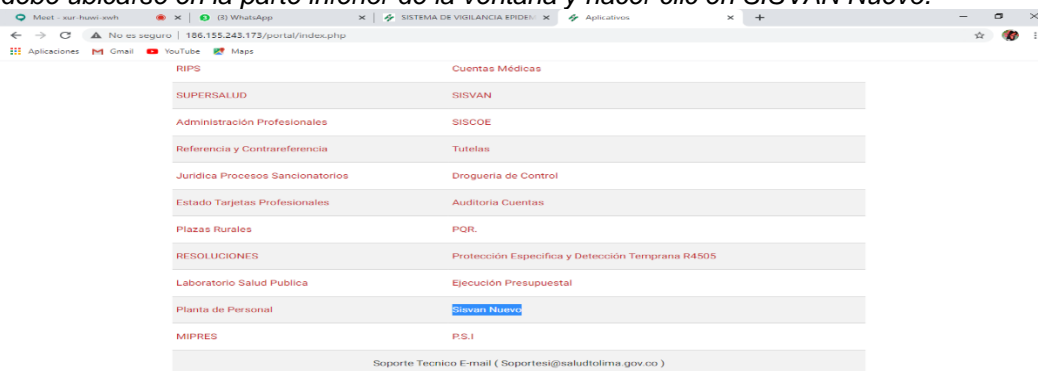 debe ubicarse en la parte inferior de la ventana y hacer clic en SISVAN Nuevo.
Meet - xur-huwi-xwh
(3) WhatsApp
SISTEMA DE VIGILANCIA EPIDEM
Aplicativos
No es seguro | 186.155.243.173/portal/index.php
Aplicaciones Gmail YouTube Maps
RIPS Cuentas Médicas
SUPERSALUD SISVAN
Administración Profesionales SISCOE
Referencia y Contrareferencia Tutelas
Juridica Procesos Sancionatorios Drogueria de Control
Estado Tarjetas Profesionales Auditoria Cuentas
Plazas Rurales PQR.
RESOLUCIONES Protección Especifica y Detección Temprana R4505
Laboratorio Salud Publica Ejecución Presupuestal
Planta de Personal Sisvan Nuevo
MIPRES P.S.I
Soporte Tecnico E-mail ( Soportesi@saludtolima.gov.co )